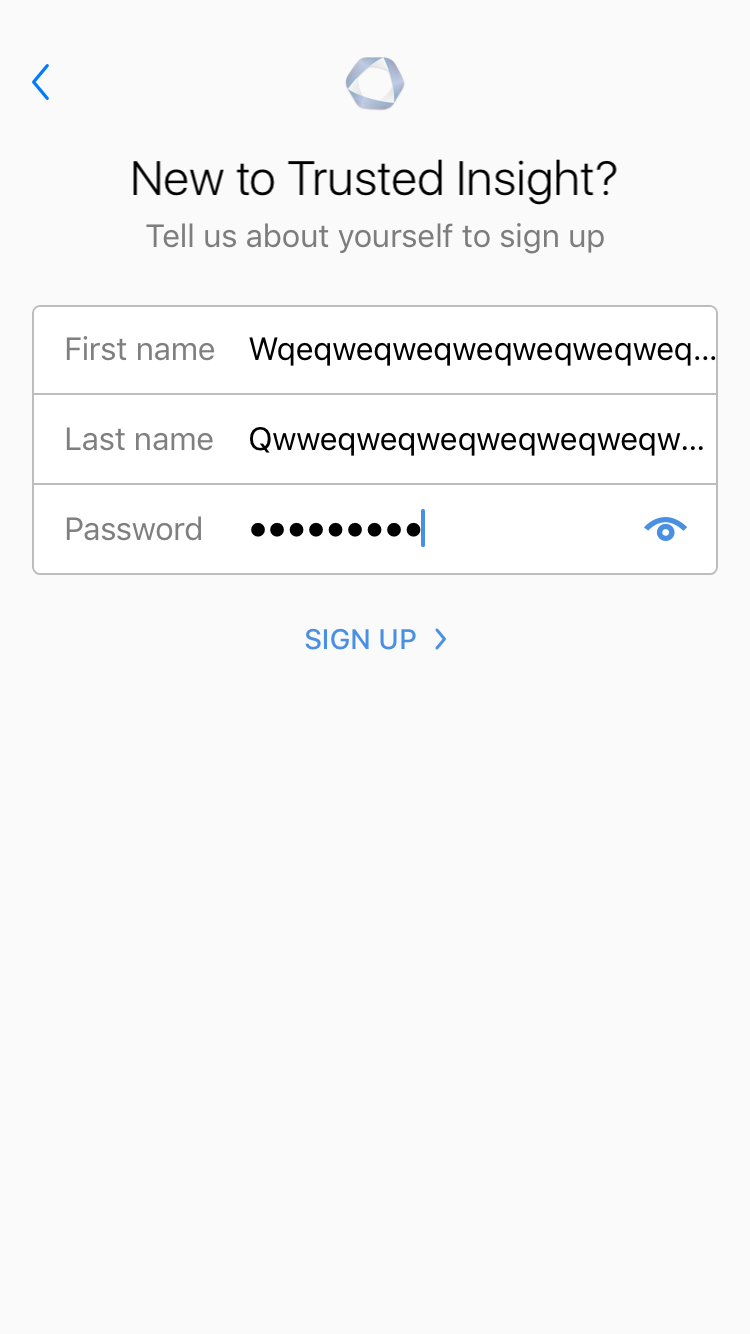 New to Trusted Insight?
Tell us about yourself to sign up
First name Wqeqweqweqweqweqweqweq...
Last name Qwweqweqweqweqweqweqw...
Password ●●●●●●●●●
SIGN UP